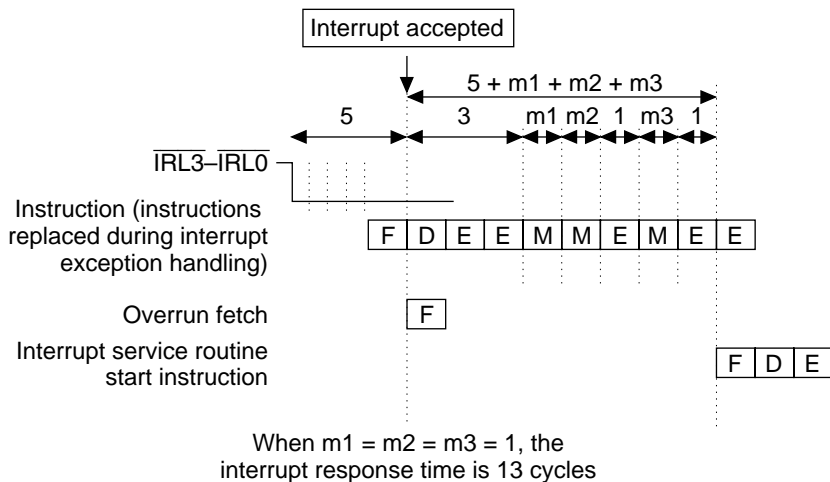 Interrupt accepted
5 + m1 + m2 + m3
5 3 m1 m2 1 m3 1
IRL3–IRL0
Instruction (instructions
replaced during interrupt
exception handling)
F D E E M M E M E E
Overrun fetch
F
Interrupt service routine
start instruction
F D E
When m1 = m2 = m3 = 1, the
interrupt response time is 13 cycles